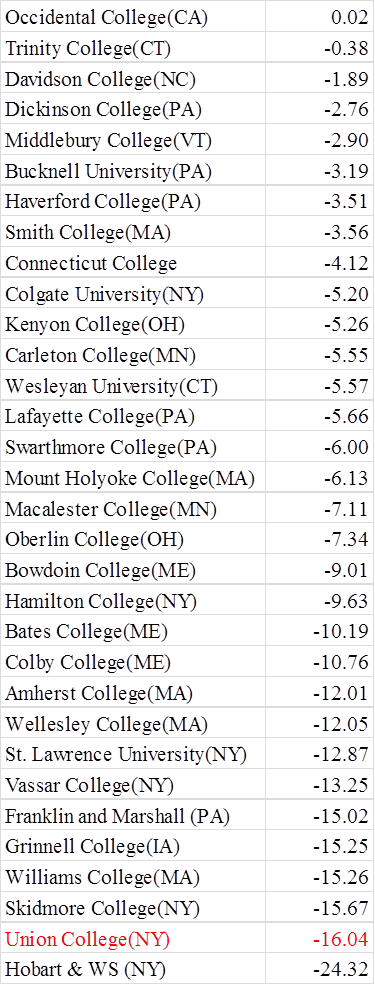 Occidental College(CA) 0.02
Trinity College(CT) -0.38
Davidson College(NC) -1.89
Dickinson College(PA) -2.76
Middlebury College(VT) -2.90
Bucknell University(PA) -3.19
Haverford College(PA) -3.51
Smith College(MA) -3.56
Connecticut College -4.12
Colgate University(NY) -5.20
Kenyon College(OH) -5.26
Carleton College(MN) -5.55
Wesleyan University(CT) -5.57
Lafayette College(PA) -5.66
Swarthmore College(PA) -6.00
Mount Holyoke College(MA) -6.13
Macalester College(MN) -7.11
Oberlin College(OH) -7.34
Bowdoin College(ME) -9.01
Hamilton College(NY) -9.63
Bates College(ME) -10.19
Colby College(ME) -10.76
Amherst College(MA) -12.01
Wellesley College(MA) -12.05
St. Lawrence University(NY) -12.87
Vassar College(NY) -13.25
Franklin and Marshall (PA) -15.02
Grinnell College(IA) -15.25
Williams College(MA) -15.26
Skidmore College(NY) -15.67
Union College(NY) -16.04
Hobart & WS (NY) -24.32